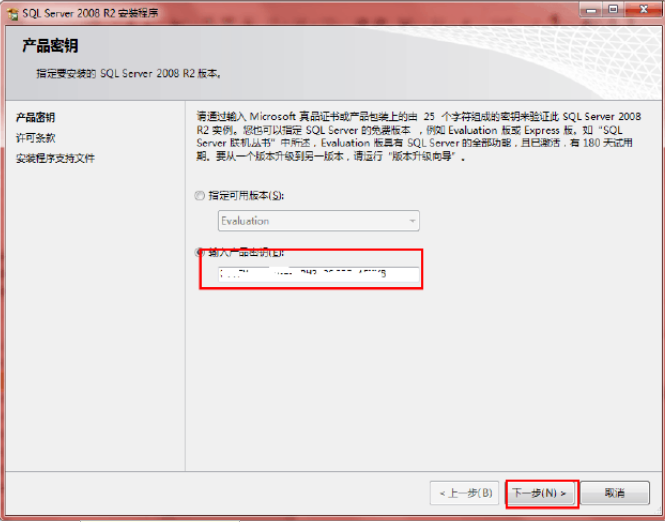 SQL Server 2008 R2 安装程序
产品密钥
指定要安装的 SQL Server 2008 R2 版本。
产品密钥
许可条款
安装程序支持文件
请通过输入 Microsoft 真品证书或产品包装上的由 25 个字符组成的密钥来验证此 SQL Server 2008
R2 实例。您也可以指定 SQL Server 的免费版本，例如 Evaluation 版或 Express 版。如“SQL
Server 联机丛书”中所述，Evaluation 版具有 SQL Server 的全部功能，且已激活，有 180 天试用
期。要从一个版本升级到另一版本，请运行“版本升级向导”。
指定可用版本(S):
Evaluation
输入产品密钥(E):
< 上一步(B)
下一步(N) >
取消